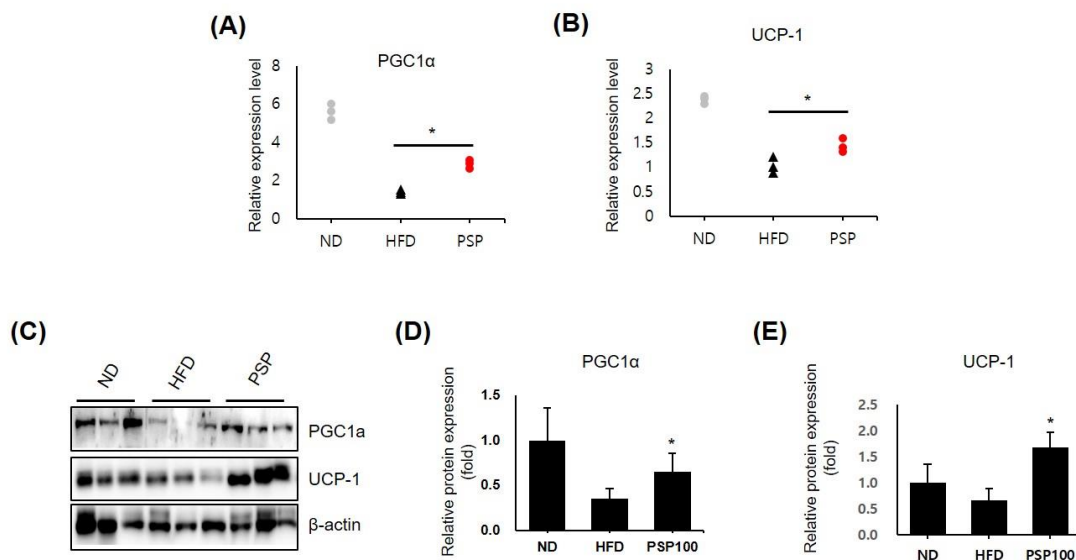 (A)
PGC1α
Relative expression level
8
6
4
2
0
*
ND HFD PSP
(B)
UCP-1
Relative expression level
3
2.5
2
1.5
1
0.5
0
*
ND HFD PSP
(C)
ND HFD PSP
PGC1a
UCP-1
β-actin
(D)
PGC1α
Relative protein expression
(fold)
1.5
1.0
0.5
0.0
*
ND HFD PSP100
(E)
UCP-1
Relative protein expression
(fold)
2.5
2.0
1.5
1.0
0.5
0.0
*
ND HFD PSP100